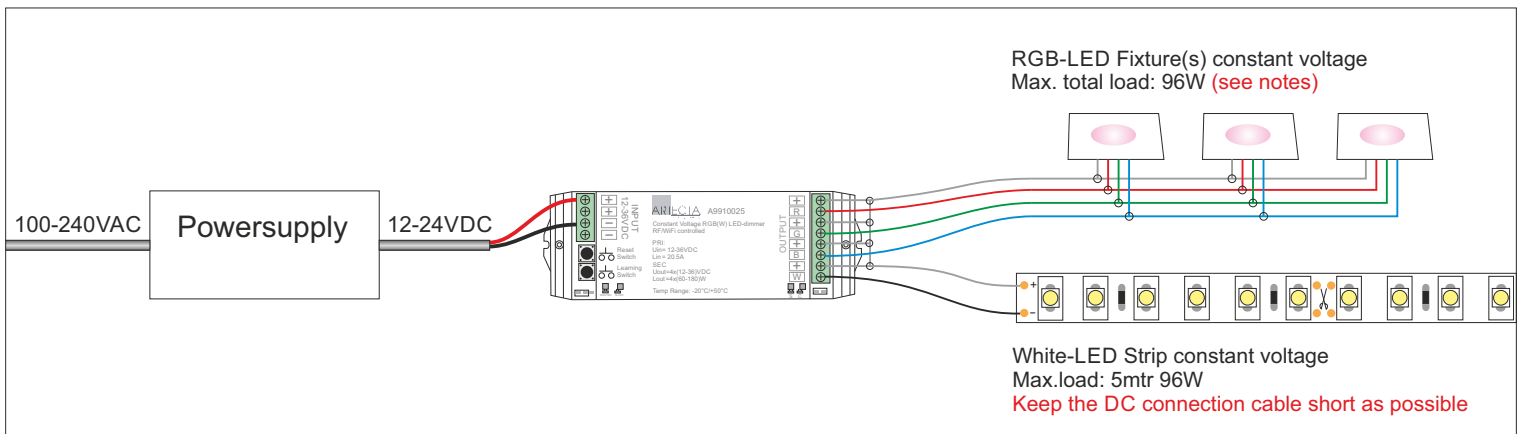 RGB-LED Fixture(s) constant voltage
Max. total load: 96W (see notes)
100-240VAC
Powersupply
12-24VDC
+
+
−
−
INPUT
12-36VDC
Reset
Switch
Learning
Switch
ARTECTA A9910025
Constant Voltage RGB(W) LED-dimmer
RF/WiFi controlled
PRI:
Uin= 12-36VDC
Lin= 20.5A
SEC
Uout=4x(12-36)VDC
Lout=4x(60-180)W
Temp Range: -20°C/+50°C
OUTPUT
+
R
+
G
+
B
+
W
+
−
White-LED Strip constant voltage
Max.load: 5mtr 96W
Keep the DC connection cable short as possible